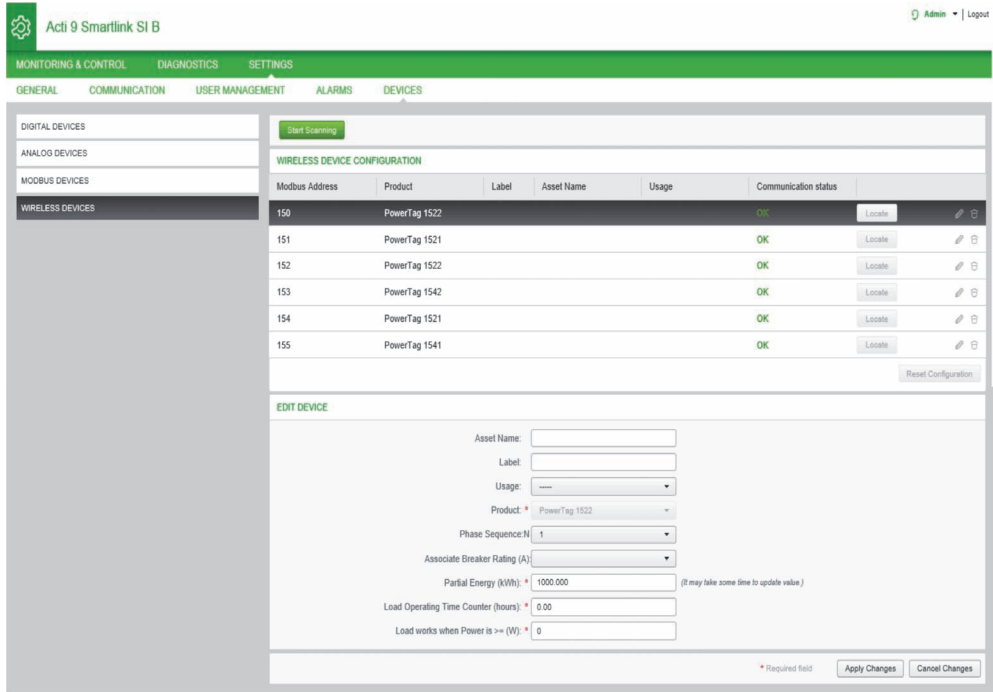 Acti 9 Smartlink SI B
Admin | Logout
MONITORING & CONTROL DIAGNOSTICS SETTINGS
GENERAL COMMUNICATION USER MANAGEMENT ALARMS DEVICES
DIGITAL DEVICES
ANALOG DEVICES
MODBUS DEVICES
WIRELESS DEVICES
Start Scanning
WIRELESS DEVICE CONFIGURATION
Modbus Address Product Label Asset Name Usage Communication status
150 PowerTag 1522 OK Locate
151 PowerTag 1521 OK Locate
152 PowerTag 1522 OK Locate
153 PowerTag 1542 OK Locate
154 PowerTag 1521 OK Locate
155 PowerTag 1541 OK Locate
Reset Configuration
EDIT DEVICE
Asset Name:
Label:
Usage: -----
Product: * PowerTag 1522
Phase Sequence:N 1
Associate Breaker Rating (A):
Partial Energy (kWh): * 1000.000 (It may take some time to update value.)
Load Operating Time Counter (hours): * 0.00
Load works when Power is >= (W): * 0
* Required field Apply Changes Cancel Changes